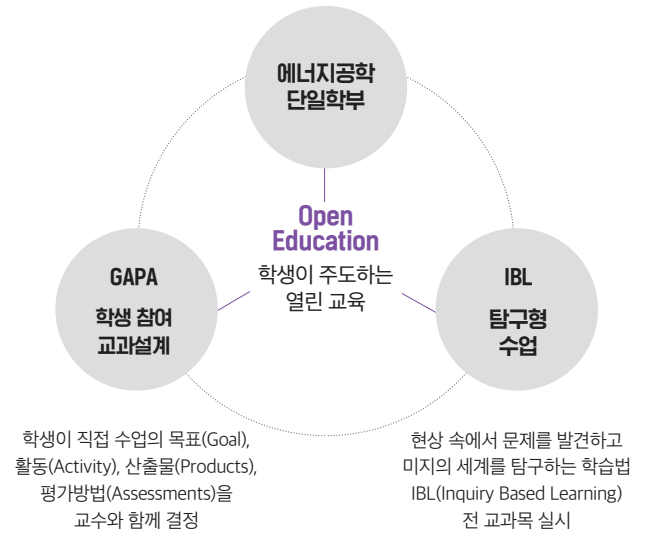 에너지공학
단일학부
Open
Education
학생이 주도하는
열린 교육
GAPA
학생 참여
교과설계
IBL
탐구형
수업
학생이 직접 수업의 목표(Goal),
활동(Activity), 산출물(Products),
평가방법(Assessments)을
교수와 함께 결정
현상 속에서 문제를 발견하고
미지의 세계를 탐구하는 학습법
IBL(Inquiry Based Learning)
전 교과목 실시